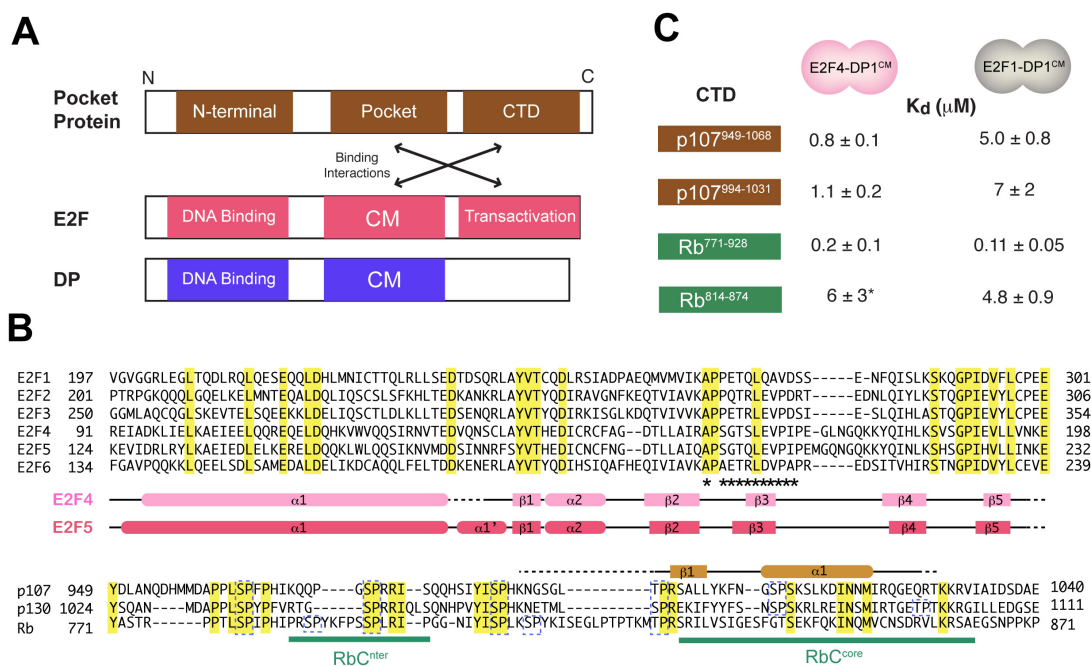 A
N
C
Pocket Protein
N-terminal
Pocket
CTD
Binding Interactions
E2F
DNA Binding
CM
Transactivation
DP
DNA Binding
CM
C
E2F4-DP1CM
E2F1-DP1CM
CTD
Kd (μM)
p107949-1068 0.8 ± 0.1 5.0 ± 0.8
p107994-1031 1.1 ± 0.2 7 ± 2
Rb771-928 0.2 ± 0.1 0.11 ± 0.05
Rb814-874 6 ± 3* 4.8 ± 0.9
B
E2F1 197 VGVGGRLEGLTQDLRQLQESEQQLDHLMNICTTQLRLLSEDTDSQRLAYVTCQDLRSIADPAEQMVMVIKAPPETQLQAVDSS-----E-NFQISLKSKQGPIDVFLCPEE 301
E2F2 201 PTRPGKQQQLGQELKELMNTEQALDQLIQSCSLSFKHLTEDKANKRLAYVTYQDIRAVGNFKEQTVIAVKAPPQTRLEVPDRT-----EDNLQIYLKSTQGPIEVYLCPEE 306
E2F3 250 GGMLAQCQGLSKEVTELSQEEKKLDELIQSCTLDLKLLTEDSENQRLAYVTYQDIRKISGLKDQTVIVVKAPPETRLEVPDSI-----E-SLQIHLASTQGPIEVYLCPEE 354
E2F4 91 REIADKLIELKAEIEELQQREQELDQHKVWVQQSIRNVTEDVQNSCLAYVTHEDICRCFAG--DTLLAIRAPSGTSLEVPIPE-GLNGQKKYQIHLKSVSGPIEVLLVNKE 198
E2F5 124 KEVIDRLRYLKAEIEDLELKERELDQQKLWLQQSIKNVMDDSINNRFSYVTHEDICNCFNG--DTLLAIQAPSGTQLEVPIPEMGQNGQKKYQINLKSHSGPIHVLLINKE 232
E2F6 134 FGAVPQQKKLQEELSDLSAMEDALDELIKDCAQQLFELTDDKENERLAYVTYQDIHSIQAFHEQIVIAVKAPAETRLDVPAPR-----EDSITVHIRSTNGPIDVYLCEVE 239
* **********
E2F4 α1 β1 α2 β2 β3 β4 β5
E2F5 α1 α1’ β1 α2 β2 β3 β4 β5
β1 α1
p107 949 YDLANQDHMMDAPPLSPFPHIKQQP----GSPRRI--SQQHSIYISPHKNGSGL-------TPRSALLYKFN--GSPSKSLKDINNMIRQGEQRTKKRVIAIDSDAE 1040
p130 1024 YSQAN---MDAPPLSPYPFVRTG------SPRRIQLSQNHPVYISPHKNETML-------SPREKIFYYFS--NSPSKRLREINSMIRTGETPTKKRGILLEDGSE 1111
Rb 771 YASTR----PPTLSPIPHIPRSPYKFPSSPLRI----PGG-NIYISPLKSPYKISEGLPTPTKMTPRSRILVSIGESFGTSEKFQKINQMVCNSDRVLKRSAEGSNPPKP 871
RbCnter
RbCcore